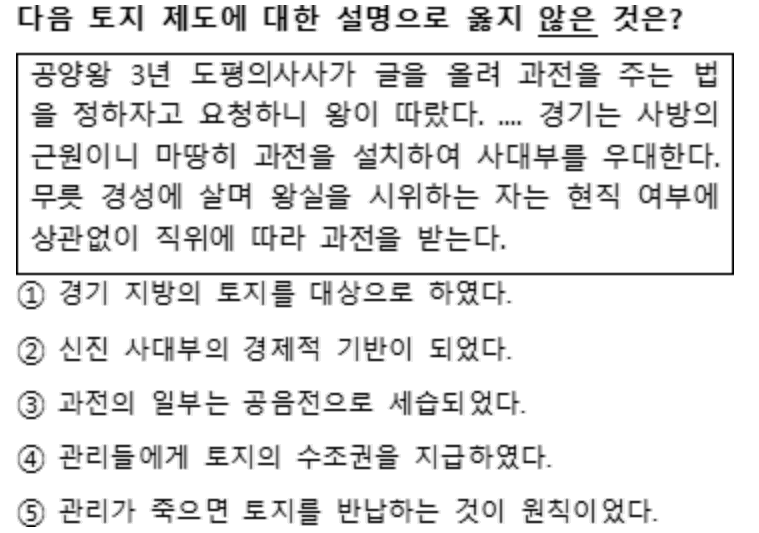 다음 토지 제도에 대한 설명으로 옳지 않은 것은?
공양왕 3년 도평의사사가 글을 올려 과전을 주는 법
을 정하자고 요청하니 왕이 따랐다. .... 경기는 사방의
근원이니 마땅히 과전을 설치하여 사대부를 우대한다.
무릇 경성에 살며 왕실을 시위하는 자는 현직 여부에
상관없이 직위에 따라 과전을 받는다.
① 경기 지방의 토지를 대상으로 하였다.
② 신진 사대부의 경제적 기반이 되었다.
③ 과전의 일부는 공음전으로 세습되었다.
④ 관리들에게 토지의 수조권을 지급하였다.
⑤ 관리가 죽으면 토지를 반납하는 것이 원칙이었다.